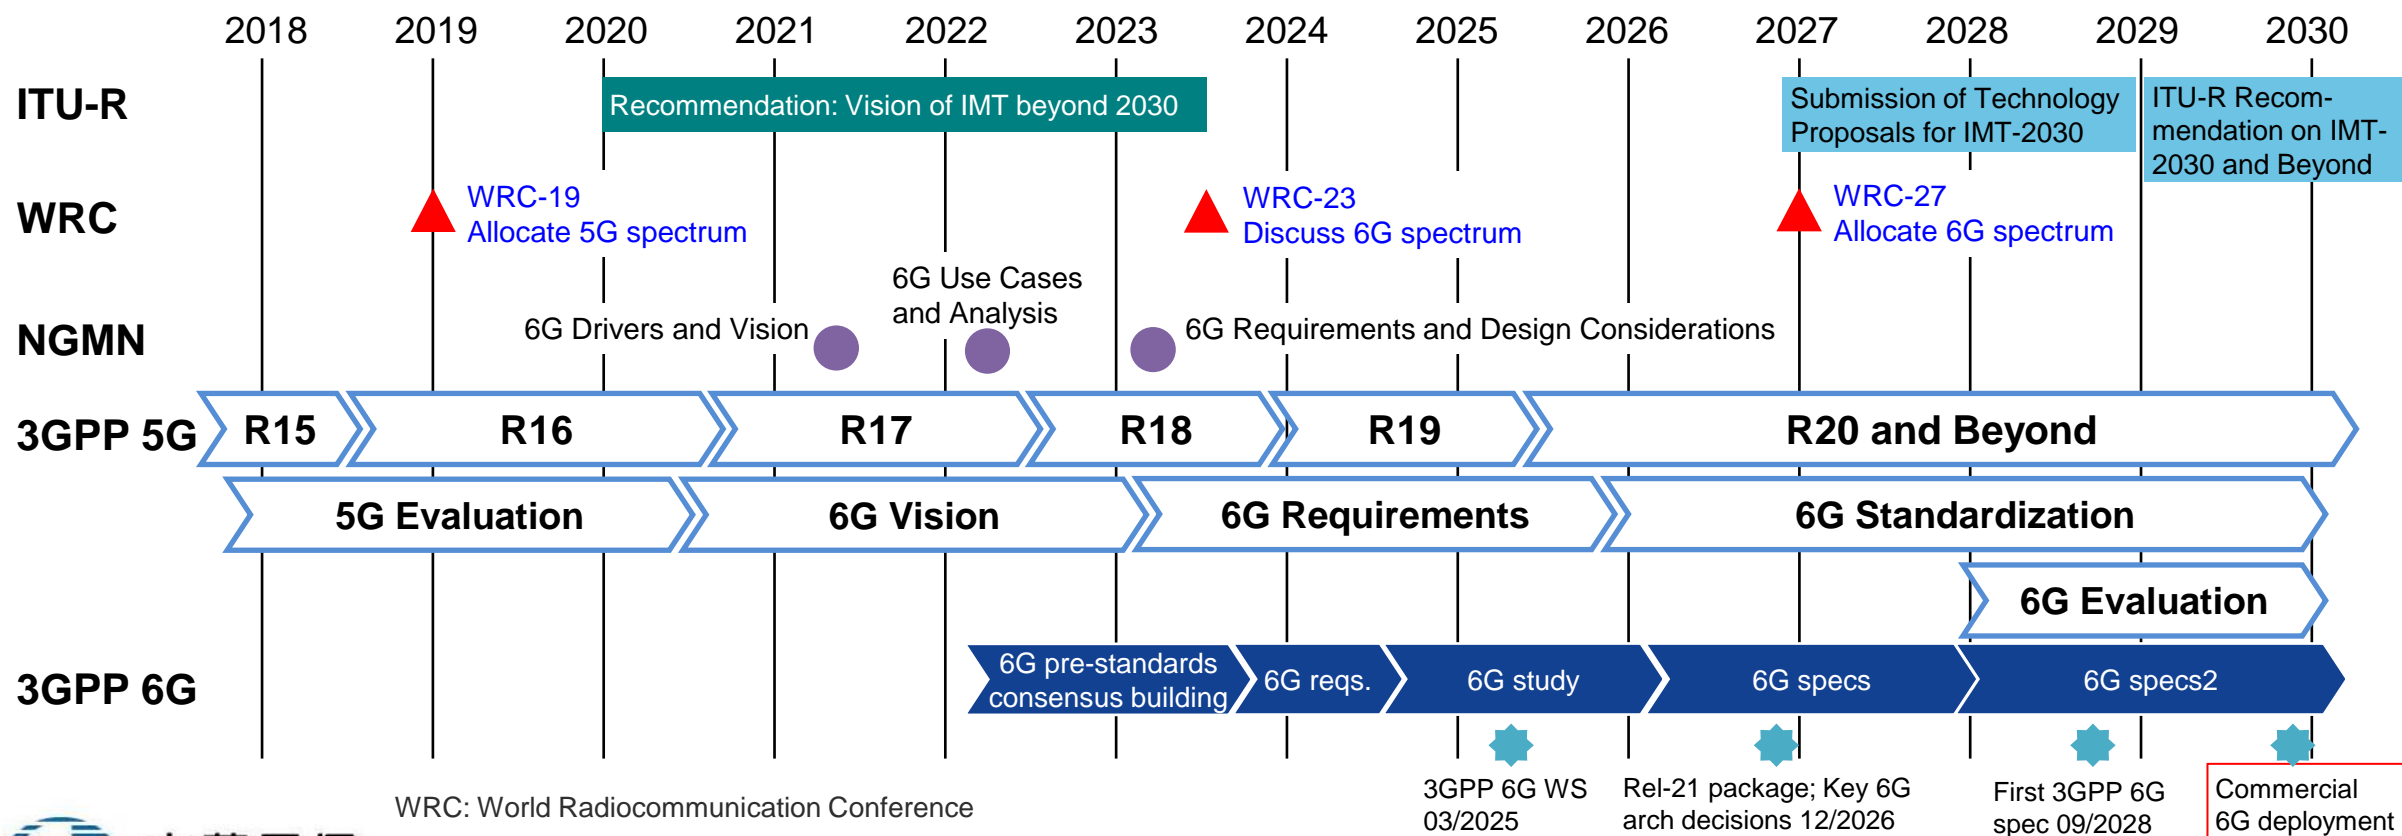 2018 2019 2020 2021 2022 2023 2024 2025 2026 2027 2028 2029 2030
ITU-R
Recommendation: Vision of IMT beyond 2030
Submission of Technology
Proposals for IMT-2030
ITU-R Recom-
mendation on IMT-
2030 and Beyond
WRC
WRC-19
Allocate 5G spectrum
WRC-23
Discuss 6G spectrum
WRC-27
Allocate 6G spectrum
NGMN
6G Drivers and Vision
6G Use Cases
and Analysis
6G Requirements and Design Considerations
3GPP 5G
R15
R16
R17
R18
R19
R20 and Beyond
5G Evaluation
6G Vision
6G Requirements
6G Standardization
6G Evaluation
3GPP 6G
6G pre-standards
consensus building
6G reqs.
6G study
6G specs
6G specs2
3GPP 6G WS
03/2025
Rel-21 package; Key 6G
arch decisions 12/2026
First 3GPP 6G
spec 09/2028
Commercial
6G deployment
WRC: World Radiocommunication Conference